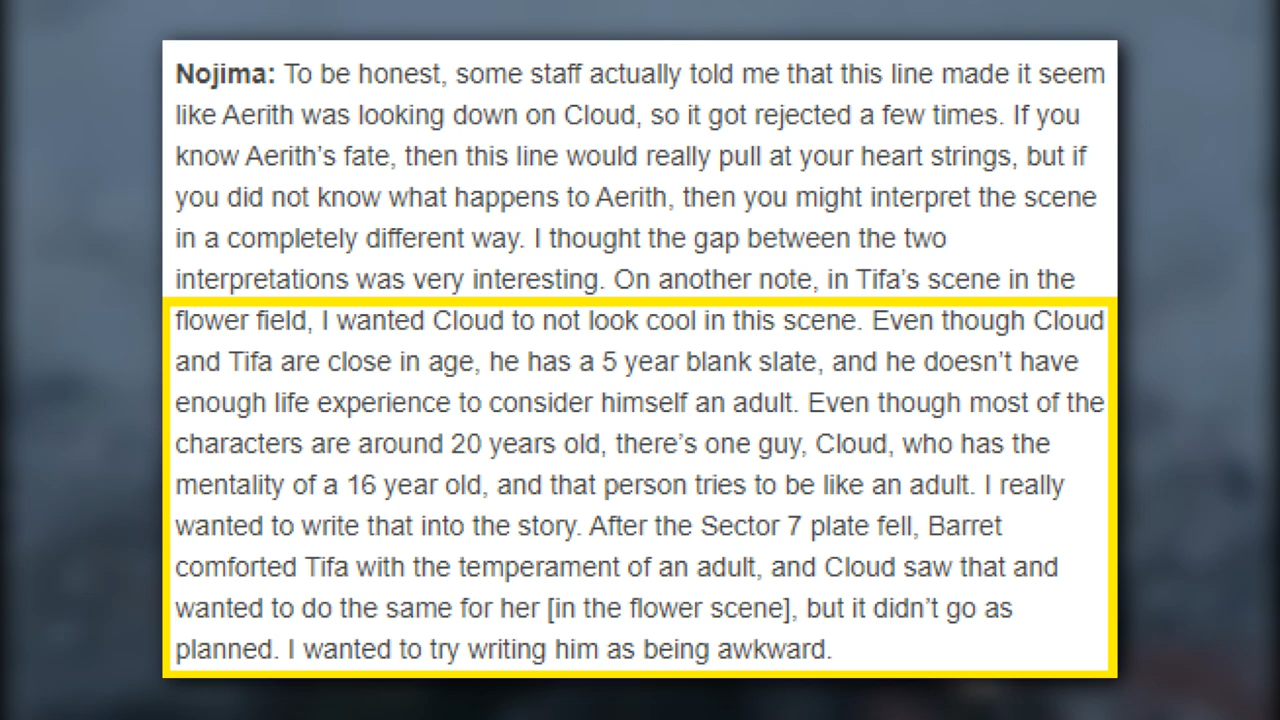 Nojima: To be honest, some staff actually told me that this line made it seem
like Aerith was looking down on Cloud, so it got rejected a few times. If you
know Aerith’s fate, then this line would really pull at your heart strings, but if
you did not know what happens to Aerith, then you might interpret the scene
in a completely different way. I thought the gap between the two
interpretations was very interesting. On another note, in Tifa’s scene in the
flower field, I wanted Cloud to not look cool in this scene. Even though Cloud
and Tifa are close in age, he has a 5 year blank slate, and he doesn’t have
enough life experience to consider himself an adult. Even though most of the
characters are around 20 years old, there’s one guy, Cloud, who has the
mentality of a 16 year old, and that person tries to be like an adult. I really
wanted to write that into the story. After the Sector 7 plate fell, Barret
comforted Tifa with the temperament of an adult, and Cloud saw that and
wanted to do the same for her [in the flower scene], but it didn’t go as
planned. I wanted to try writing him as being awkward.